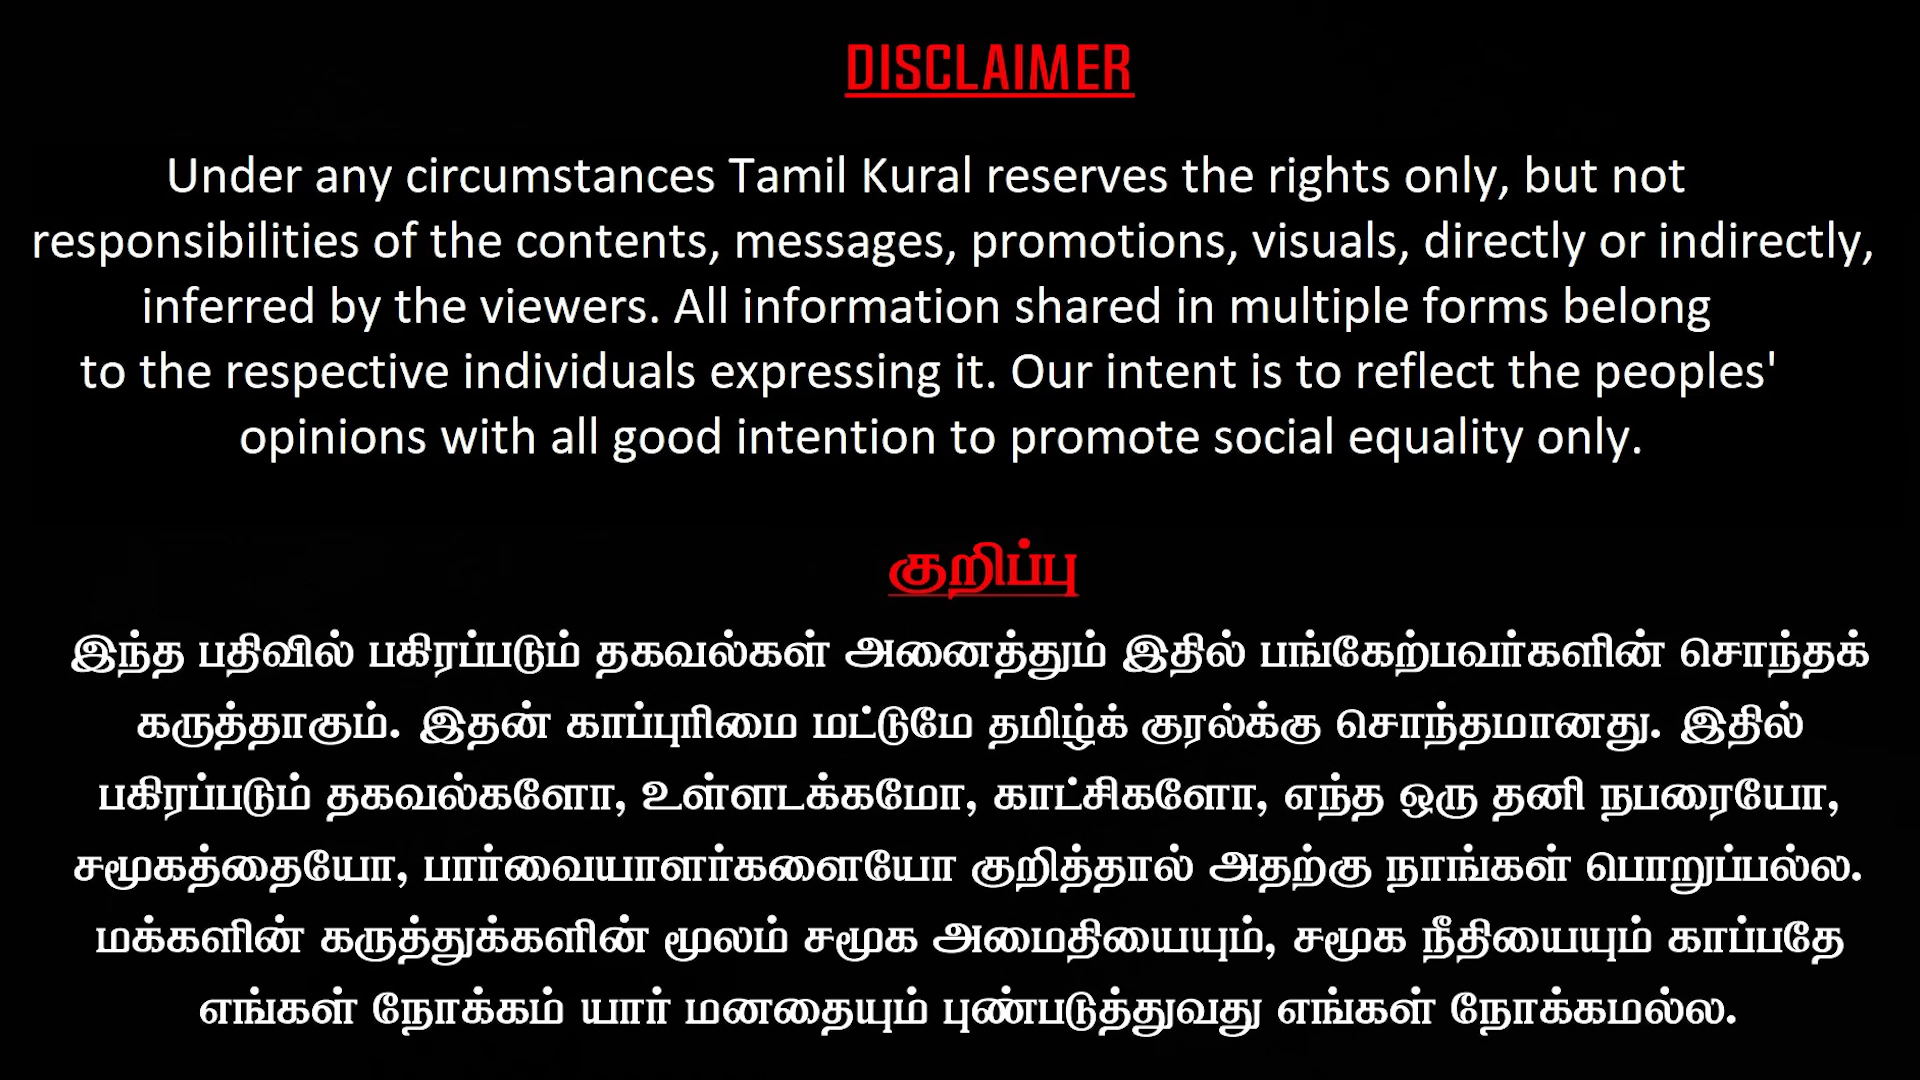 DISCLAIMER
Under any circumstances Tamil Kural reserves the rights only, but not
responsibilities of the contents, messages, promotions, visuals, directly or indirectly,
inferred by the viewers. All information shared in multiple forms belong
to the respective individuals expressing it. Our intent is to reflect the peoples'
opinions with all good intention to promote social equality only.
குறிப்பு
இந்த பதிவில் பகிரப்படும் தகவல்கள் அனைத்தும் இதில் பங்கேற்பவர்களின் சொந்தக்
கருத்தாகும். இதன் காப்புரிமை மட்டுமே தமிழ்க் குரல்க்கு சொந்தமானது. இதில்
பகிரப்படும் தகவல்களோ, உள்ளடக்கமோ, காட்சிகளோ, எந்த ஒரு தனி நபரையோ,
சமூகத்தையோ, பார்வையாளர்களையோ குறித்தால் அதற்கு நாங்கள் பொறுப்பல்ல.
மக்களின் கருத்துக்களின் மூலம் சமூக அமைதியையும், சமூக நீதியையும் காப்பதே
எங்கள் நோக்கம் யார் மனதையும் புண்படுத்துவது எங்கள் நோக்கமல்ல.